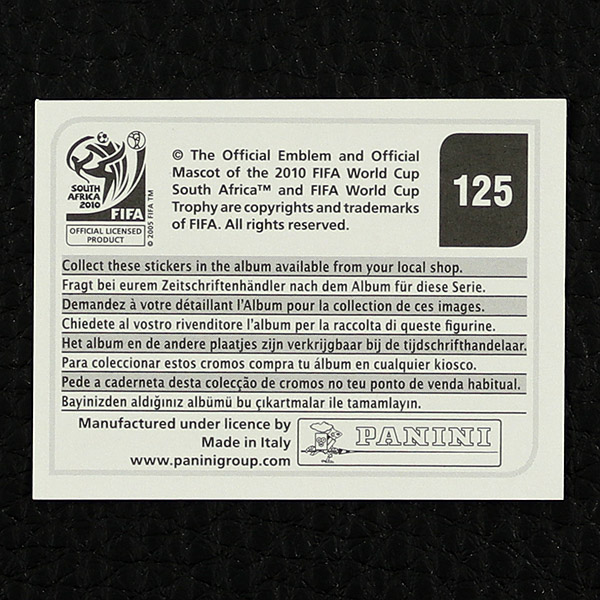 SOUTH
AFRICA
2010
FIFA
OFFICIAL LICENSED
PRODUCT
© 2005 FIFA TM
© The Official Emblem and Official
Mascot of the 2010 FIFA World Cup
South Africa™ and FIFA World Cup
Trophy are copyrights and trademarks
of FIFA. All rights reserved.
125
Collect these stickers in the album available from your local shop.
Fragt bei eurem Zeitschriftenhändler nach dem Album für diese Serie.
Demandez à votre détaillant l'Album pour la collection de ces images.
Chiedete al vostro rivenditore l'album per la raccolta di queste figurine.
Het album en de andere plaatjes zijn verkrijgbaar bij de tijdschrifthandelaar.
Para coleccionar estos cromos compra tu álbum en cualquier kiosco.
Pede a caderneta desta colecção de cromos no teu ponto de venda habitual.
Bayinizden aldığınız albümü bu çıkartmalar ile tamamlayın.
Manufactured under licence by
Made in Italy
www.paninigroup.com
PANINI